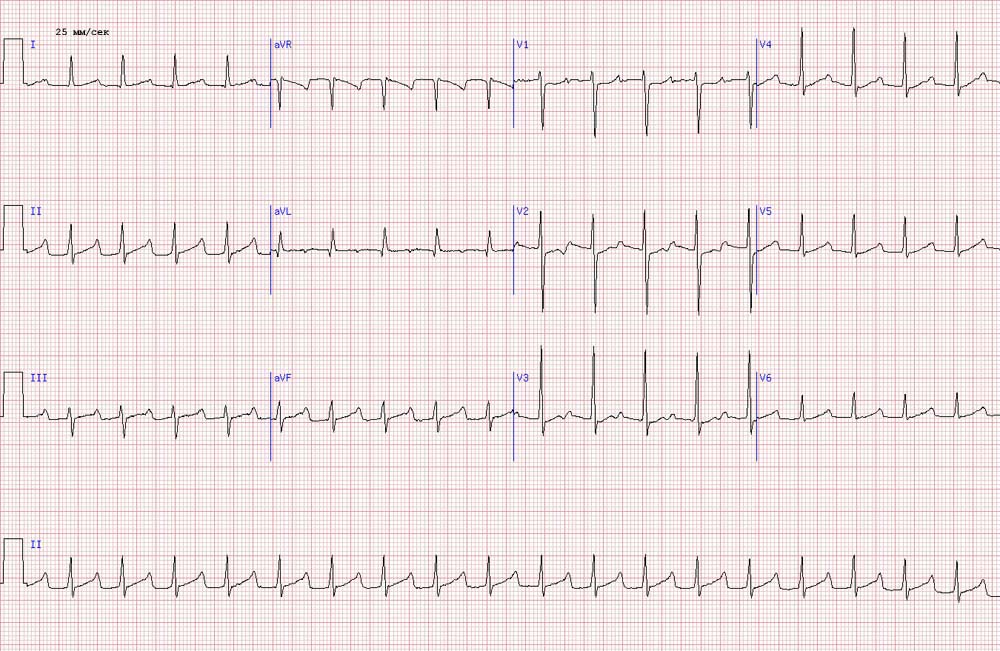 25 мм/сек
I aVR V1 V4
II aVL V2 V5
III aVF V3 V6
II